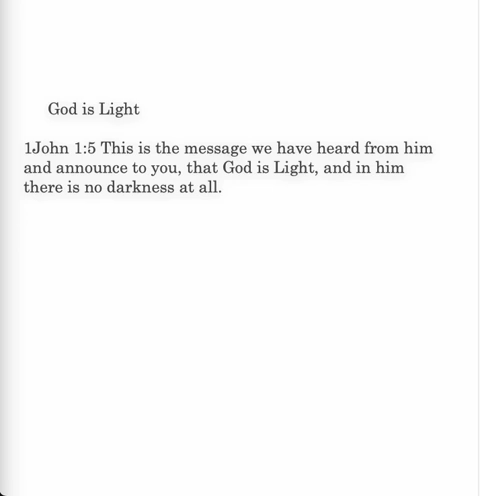 God is Light
1John 1:5 This is the message we have heard from him
and announce to you, that God is Light, and in him
there is no darkness at all.